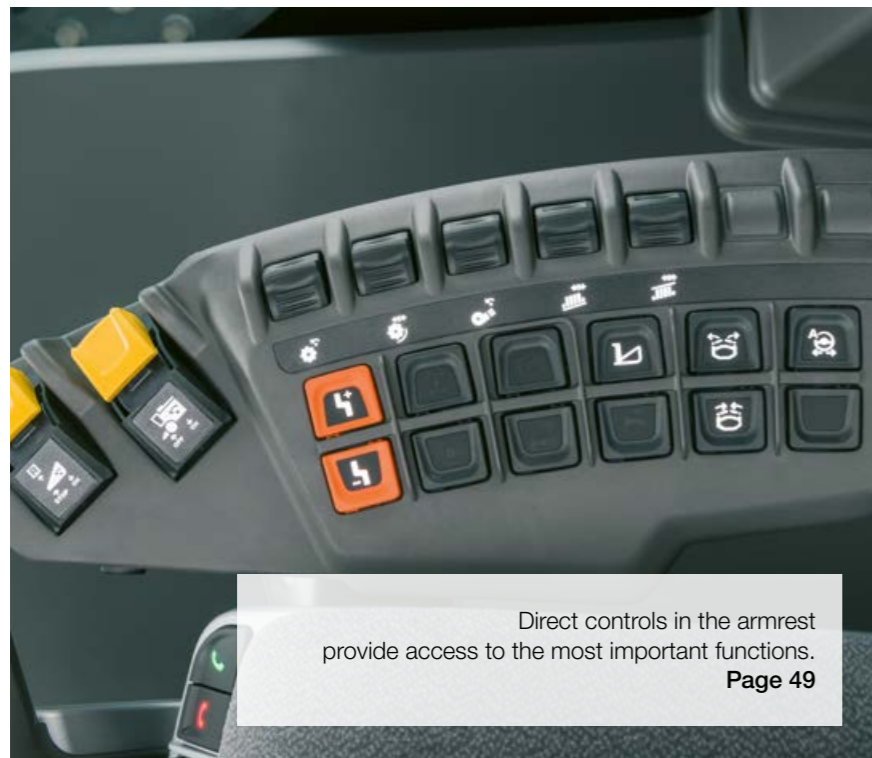 Direct controls in the armrest
provide access to the most important functions.
Page 49